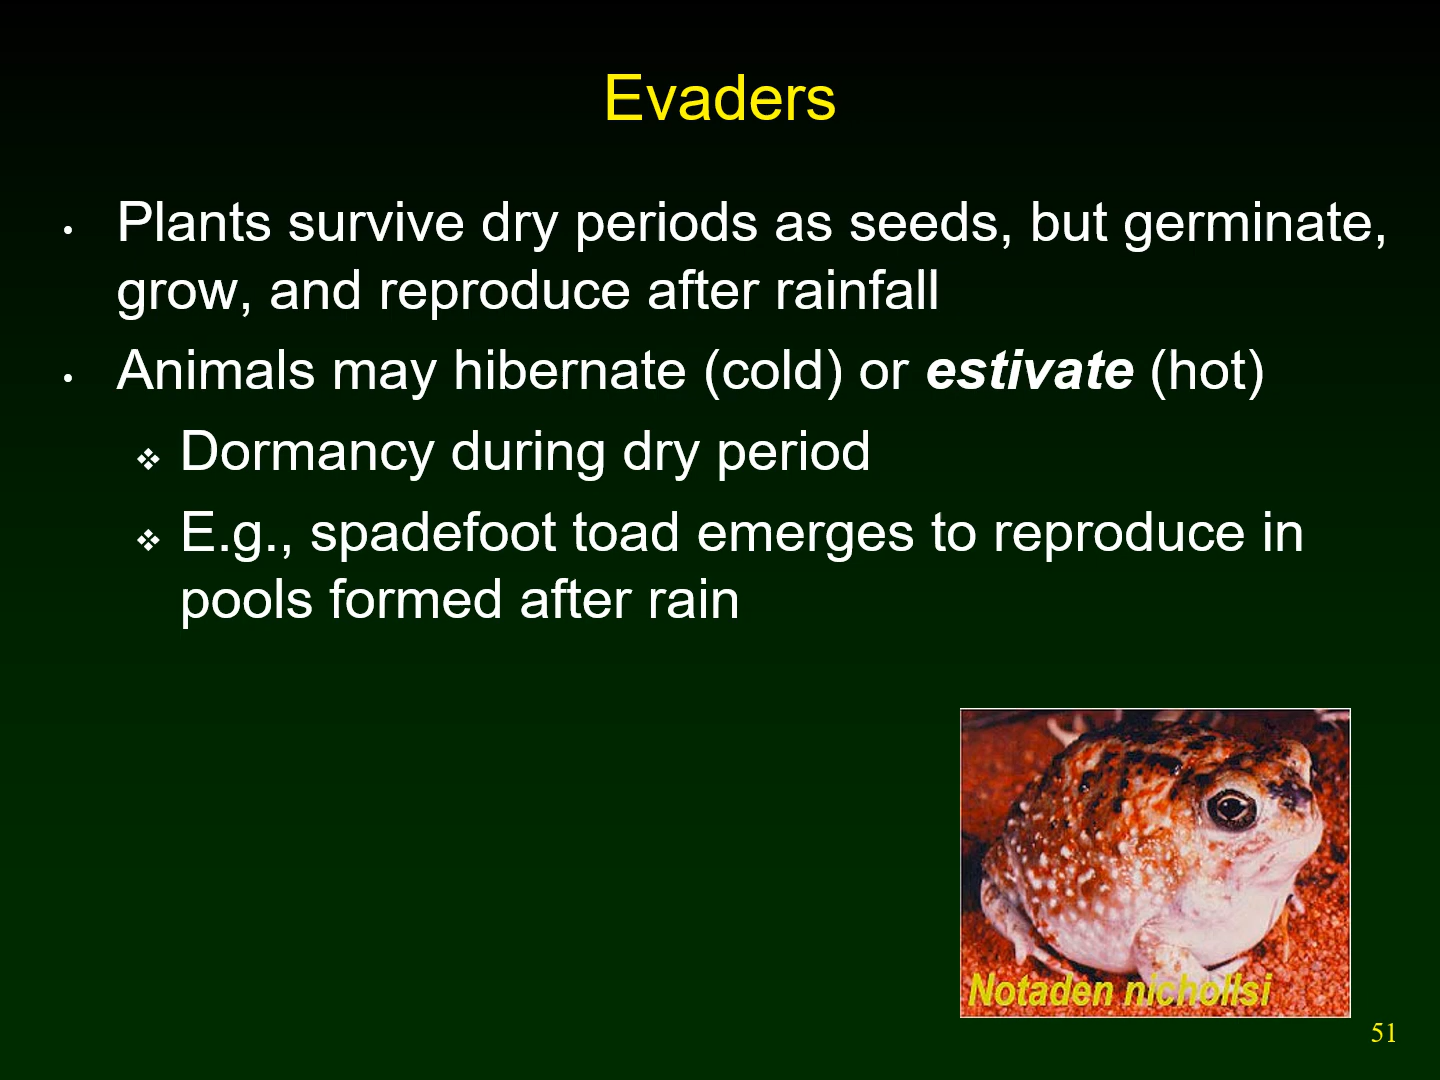 Evaders
• Plants survive dry periods as seeds, but germinate,
grow, and reproduce after rainfall
• Animals may hibernate (cold) or estivate (hot)
❖ Dormancy during dry period
❖ E.g., spadefoot toad emerges to reproduce in
pools formed after rain
Notaden nichollsi
51